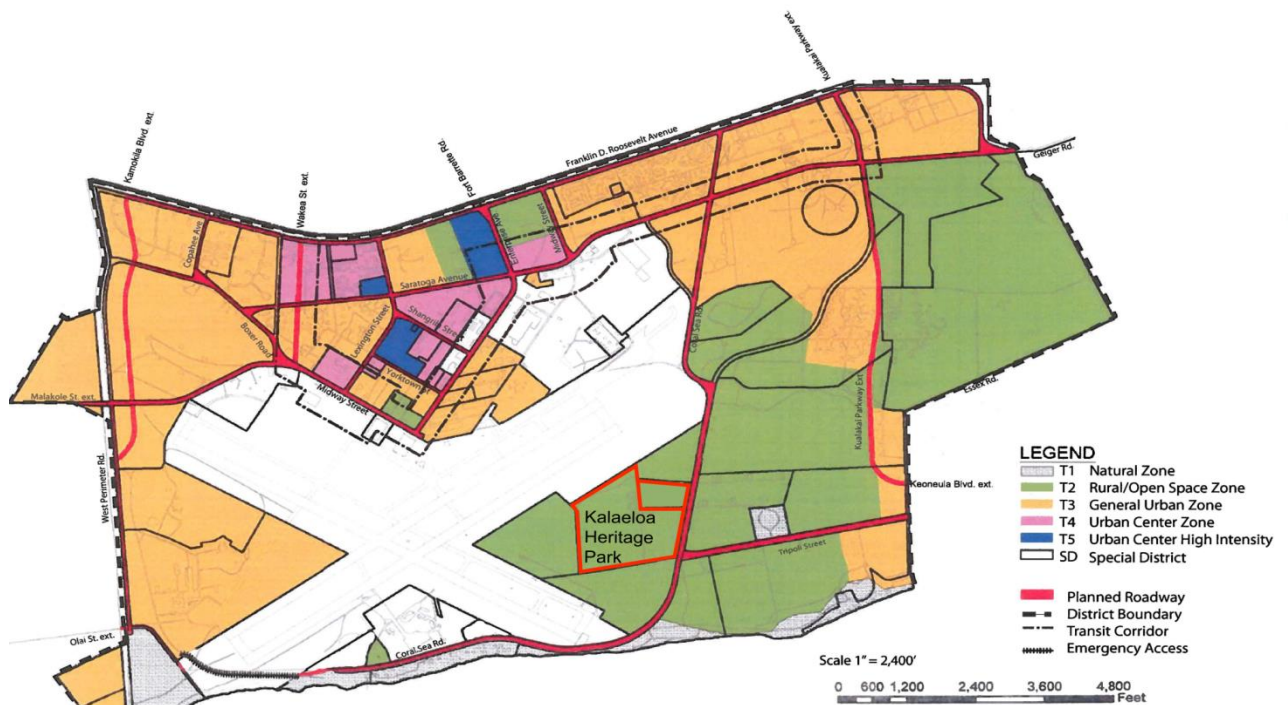 Kualakai Parkway ext.
Kamokila Blvd. ext.
Wakea St. ext.
Fort Barrette Rd.
Franklin D. Roosevelt Avenue
Geiger Rd.
Copahee Ave
Enterprise Ave
Midway Street
Saratoga Avenue
Shangrila Street
Lexington Street
Boxer Road
Coral Sea Rd.
Yorktown
Midway Street
Malakole St. ext.
Essex Rd.
Kualakai Parkway Ext
West Perimeter Rd.
Keoneula Blvd. ext.
Kalaeloa
Heritage
Park
Tripoli Street
Olai St. ext.
Coral Sea Rd.
LEGEND
T1 Natural Zone
T2 Rural/Open Space Zone
T3 General Urban Zone
T4 Urban Center Zone
T5 Urban Center High Intensity
SD Special District
Planned Roadway
District Boundary
Transit Corridor
Emergency Access
Scale 1" = 2,400'
0 600 1,200 2,400 3,600 4,800
Feet